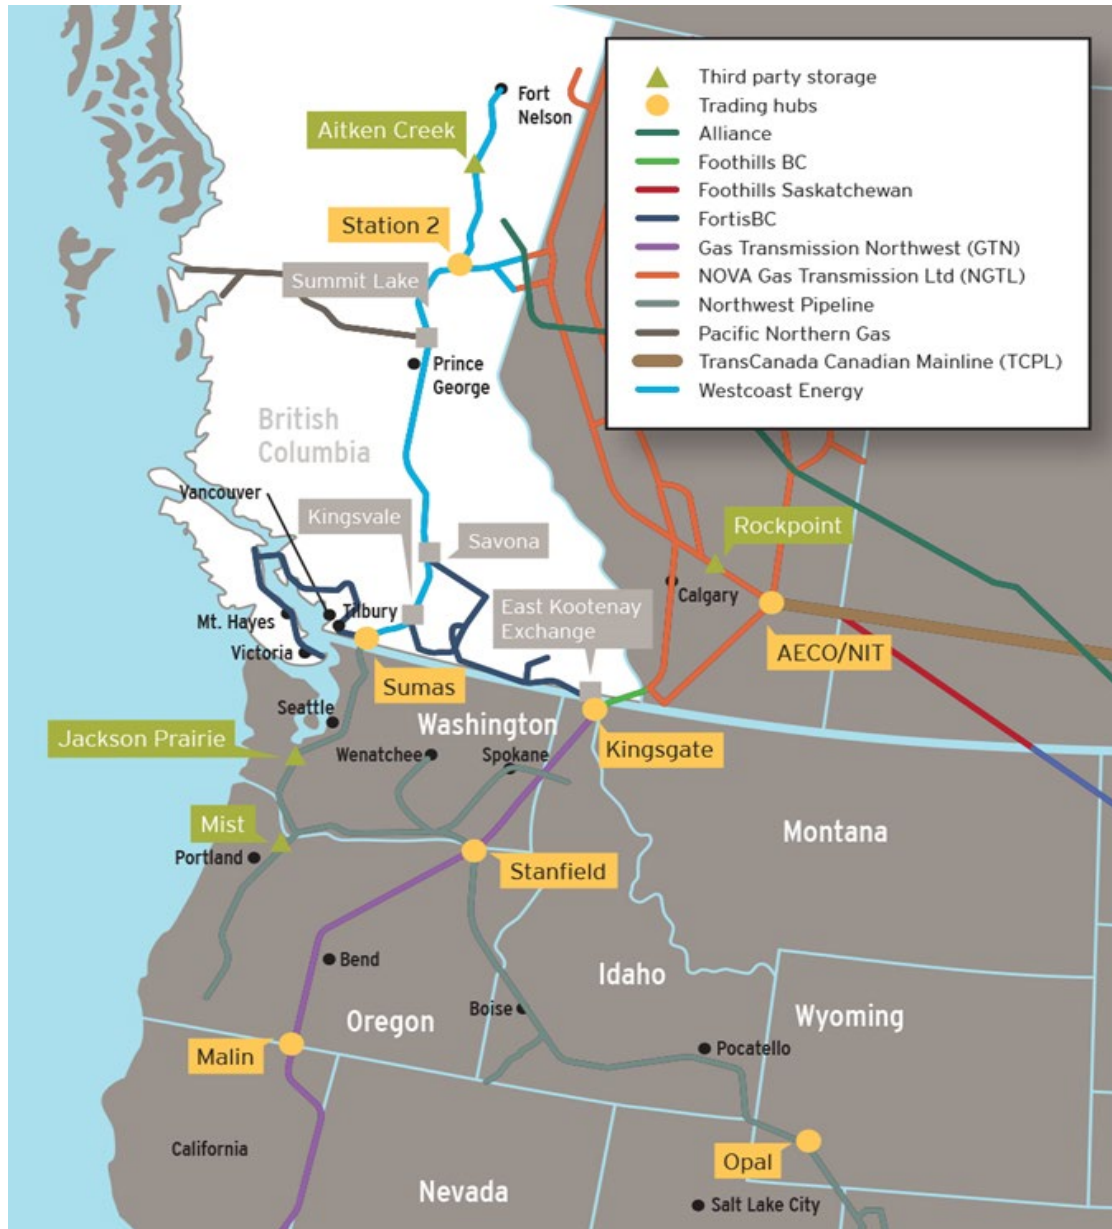 Fort
Nelson
Aitken Creek
Station 2
Summit Lake
Prince
George
British
Columbia
Vancouver
Kingsvale
Savona
Tilbury
Mt. Hayes
Victoria
East Kootenay
Exchange
Rockpoint
Calgary
AECO/NIT
Sumas
Seattle
Washington
Jackson Prairie
Wenatchee
Spokane
Kingsgate
Mist
Portland
Stanfield
Montana
Bend
Idaho
Boise
Oregon
Wyoming
Malin
Pocatello
California
Opal
Nevada
Salt Lake City
Third party storage
Trading hubs
Alliance
Foothills BC
Foothills Saskatchewan
FortisBC
Gas Transmission Northwest (GTN)
NOVA Gas Transmission Ltd (NGTL)
Northwest Pipeline
Pacific Northern Gas
TransCanada Canadian Mainline (TCPL)
Westcoast Energy